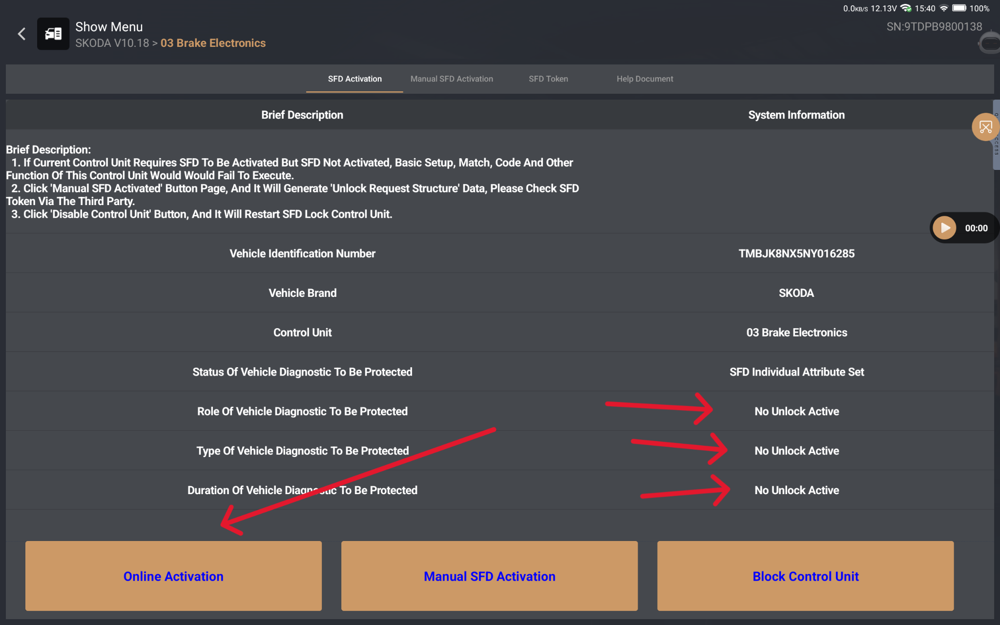 0.0KB/S 12.13V 15:40 100%
Show Menu
SKODA V10.18 > 03 Brake Electronics
SN:9TDPB9800138
SFD Activation
Manual SFD Activation
SFD Token
Help Document
Brief Description
System Information
Brief Description:
1. If Current Control Unit Requires SFD To Be Activated But SFD Not Activated, Basic Setup, Match, Code And Other
Function Of This Control Unit Would Would Fail To Execute.
2. Click 'Manual SFD Activated' Button Page, And It Will Generate 'Unlock Request Structure' Data, Please Check SFD
Token Via The Third Party.
3. Click 'Disable Control Unit' Button, And It Will Restart SFD Lock Control Unit.
00:00
Vehicle Identification Number
TMBJK8NX5NY016285
Vehicle Brand
SKODA
Control Unit
03 Brake Electronics
Status Of Vehicle Diagnostic To Be Protected
SFD Individual Attribute Set
Role Of Vehicle Diagnostic To Be Protected
No Unlock Active
Type Of Vehicle Diagnostic To Be Protected
No Unlock Active
Duration Of Vehicle Diagnostic To Be Protected
No Unlock Active
Online Activation
Manual SFD Activation
Block Control Unit